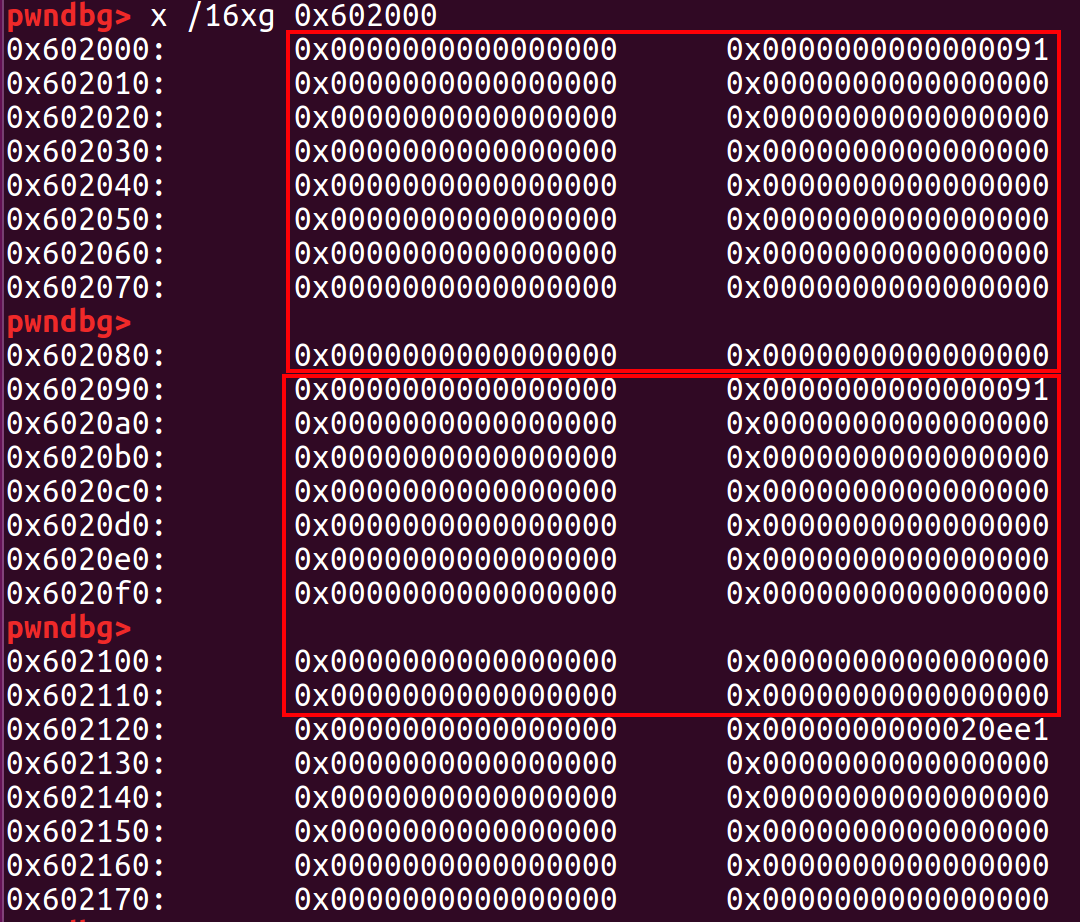 pwndbg> x /16xg 0x602000
0x602000: 0x0000000000000000 0x0000000000000091
0x602010: 0x0000000000000000 0x0000000000000000
0x602020: 0x0000000000000000 0x0000000000000000
0x602030: 0x0000000000000000 0x0000000000000000
0x602040: 0x0000000000000000 0x0000000000000000
0x602050: 0x0000000000000000 0x0000000000000000
0x602060: 0x0000000000000000 0x0000000000000000
0x602070: 0x0000000000000000 0x0000000000000000
pwndbg>
0x602080: 0x0000000000000000 0x0000000000000000
0x602090: 0x0000000000000000 0x0000000000000091
0x6020a0: 0x0000000000000000 0x0000000000000000
0x6020b0: 0x0000000000000000 0x0000000000000000
0x6020c0: 0x0000000000000000 0x0000000000000000
0x6020d0: 0x0000000000000000 0x0000000000000000
0x6020e0: 0x0000000000000000 0x0000000000000000
0x6020f0: 0x0000000000000000 0x0000000000000000
pwndbg>
0x602100: 0x0000000000000000 0x0000000000000000
0x602110: 0x0000000000000000 0x0000000000000000
0x602120: 0x0000000000000000 0x0000000000020ee1
0x602130: 0x0000000000000000 0x0000000000000000
0x602140: 0x0000000000000000 0x0000000000000000
0x602150: 0x0000000000000000 0x0000000000000000
0x602160: 0x0000000000000000 0x0000000000000000
0x602170: 0x0000000000000000 0x0000000000000000